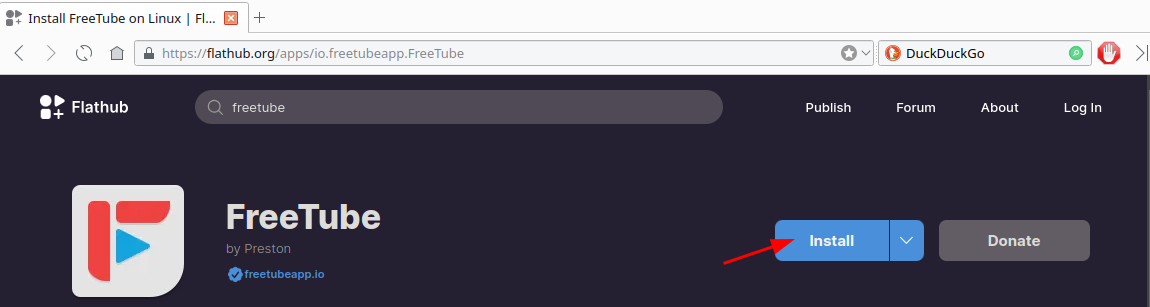 Install FreeTube on Linux | Fl...
https://flathub.org/apps/io.freetubeapp.FreeTube
DuckDuckGo
Flathub
freetube
Publish
Forum
About
Log In
FreeTube
by Preston
freetubeapp.io
Install
Donate